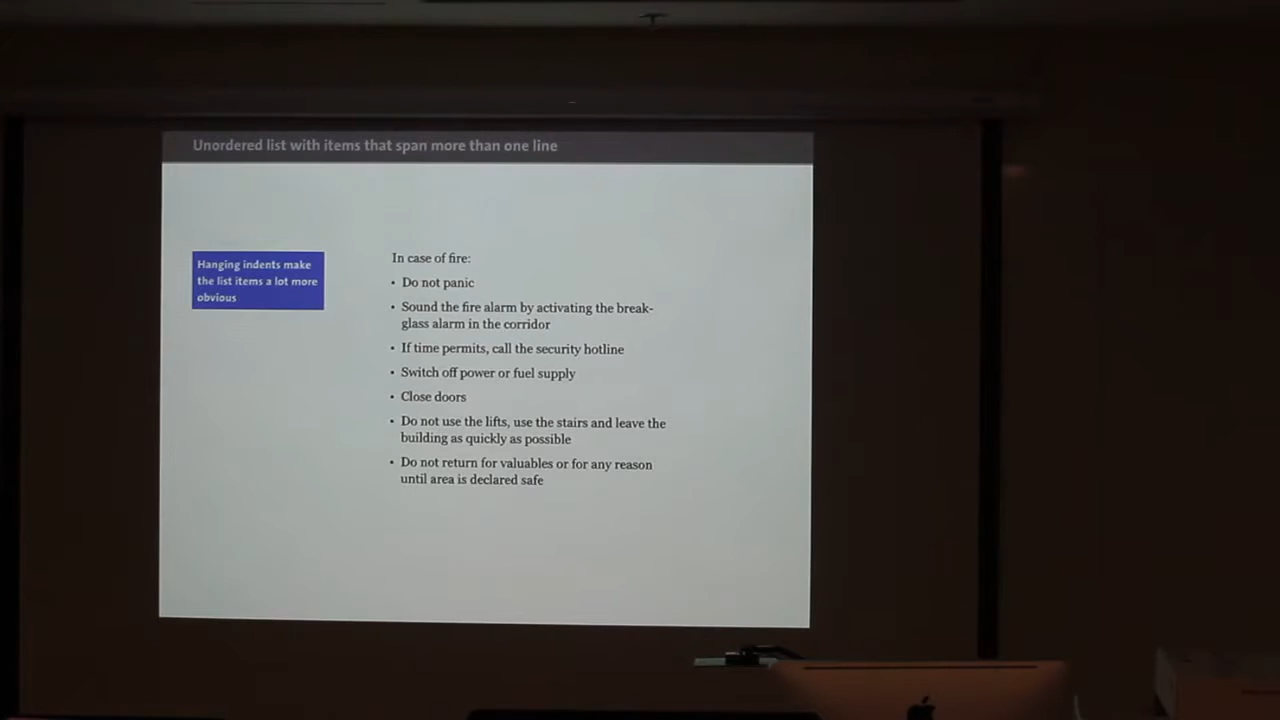 Unordered list with items that span more than one line
Hanging indents make
the list items a lot more
obvious
In case of fire:
• Do not panic
• Sound the fire alarm by activating the break-
glass alarm in the corridor
• If time permits, call the security hotline
• Switch off power or fuel supply
• Close doors
• Do not use the lifts, use the stairs and leave the
building as quickly as possible
• Do not return for valuables or for any reason
until area is declared safe